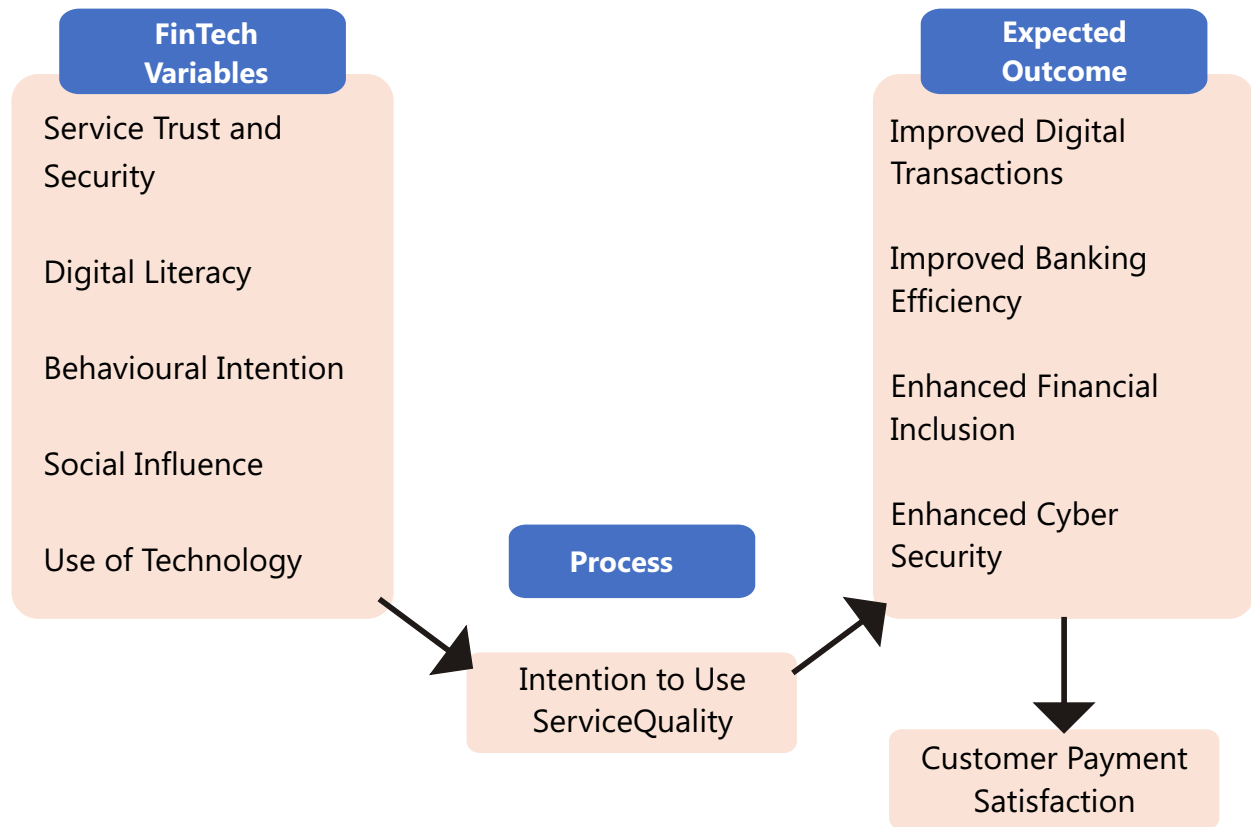 FinTech
Variables
Service Trust and
Security
Digital Literacy
Behavioural Intention
Social Influence
Use of Technology
Process
Intention to Use
ServiceQuality
Expected
Outcome
Improved Digital
Transactions
Improved Banking
Efficiency
Enhanced Financial
Inclusion
Enhanced Cyber
Security
Customer Payment
Satisfaction